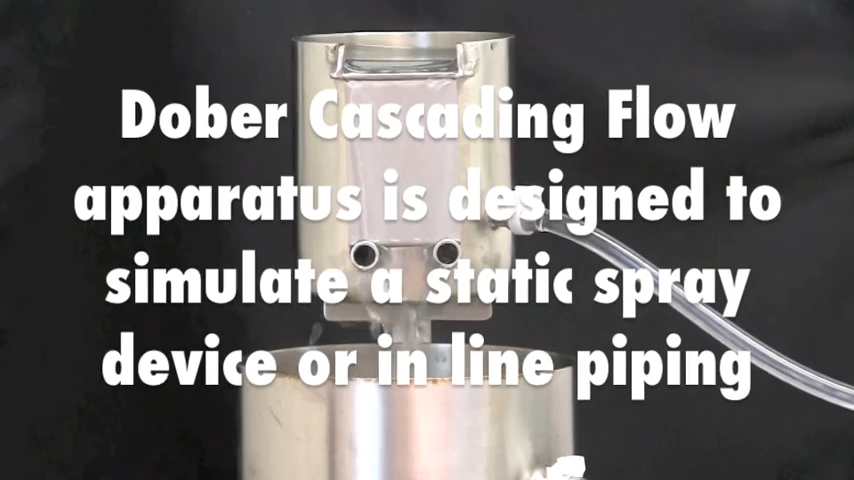 Dober Cascading Flow
apparatus is designed to
simulate a static spray
device or in line piping